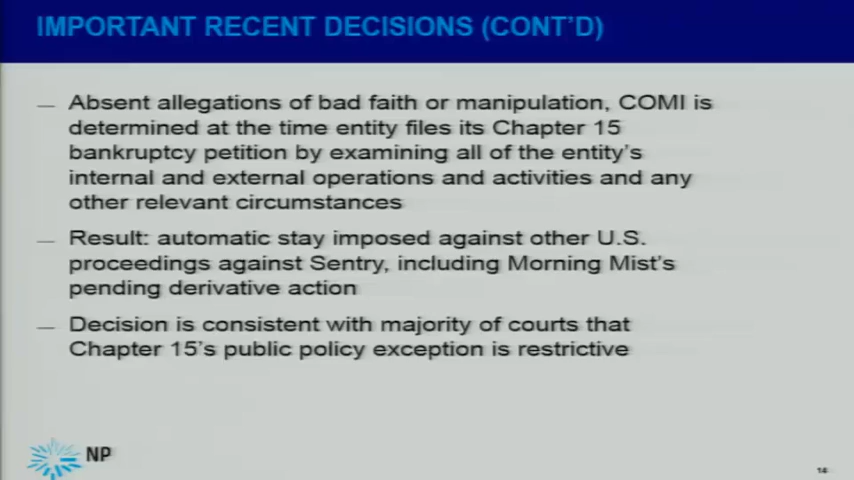 IMPORTANT RECENT DECISIONS (CONT'D)
— Absent allegations of bad faith or manipulation, COMI is
determined at the time entity files its Chapter 15
bankruptcy petition by examining all of the entity's
internal and external operations and activities and any
other relevant circumstances
— Result: automatic stay imposed against other U.S.
proceedings against Sentry, including Morning Mist's
pending derivative action
— Decision is consistent with majority of courts that
Chapter 15's public policy exception is restrictive
NP